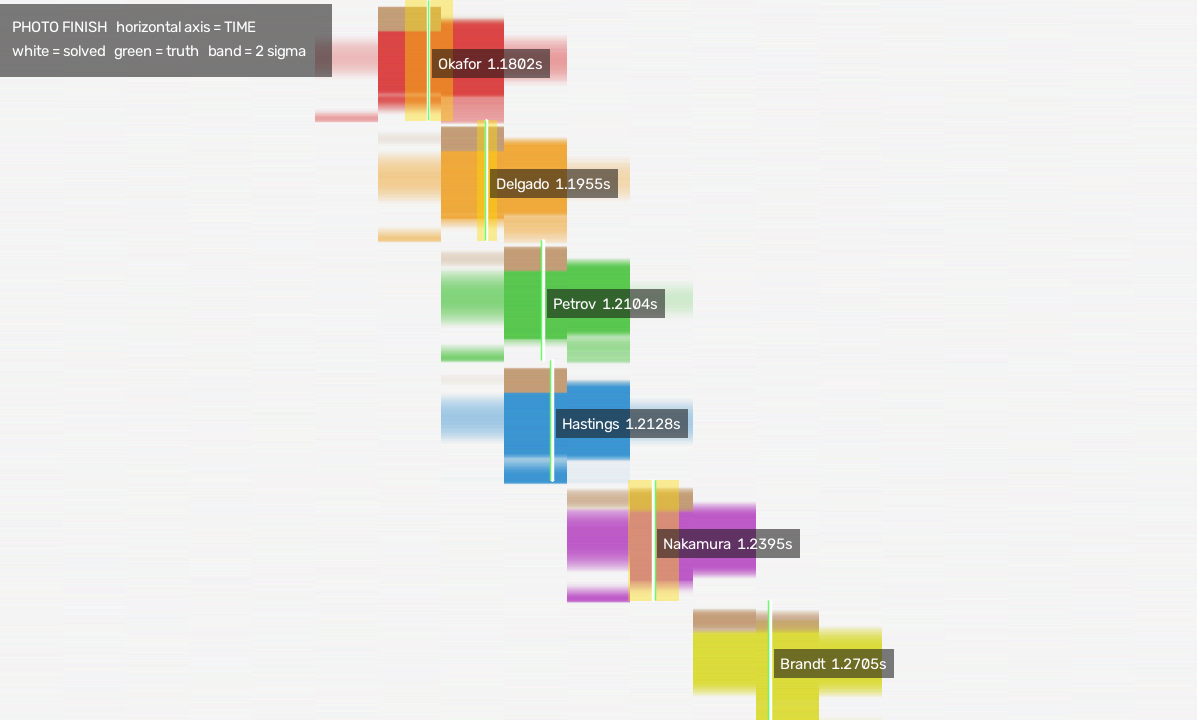 PHOTO FINISH horizontal axis = TIME
white = solved green = truth band = 2 sigma
Okafor 1.1802s
Delgado 1.1955s
Petrov 1.2104s
Hastings 1.2128s
Nakamura 1.2395s
Brandt 1.2705s